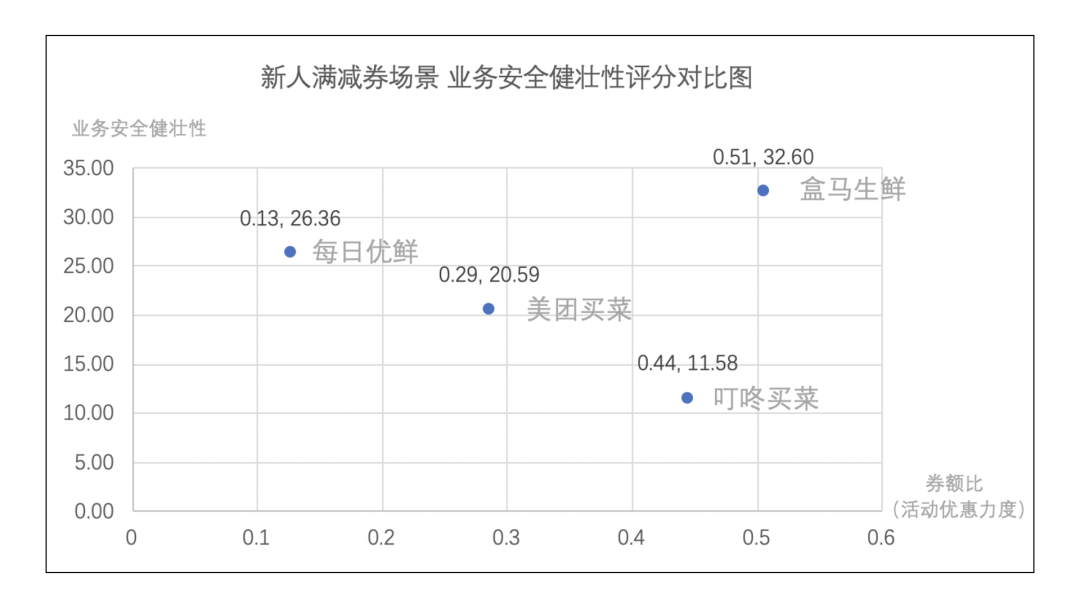 新人满减券场景 业务安全健壮性评分对比图
业务安全健壮性
35.00
0.51, 32.60
盒马生鲜
30.00
0.13, 26.36
每日优鲜
25.00
0.29, 20.59
美团买菜
20.00
15.00
0.44, 11.58
叮咚买菜
10.00
5.00
0.00
券额比
（活动优惠力度）
0 0.1 0.2 0.3 0.4 0.5 0.6